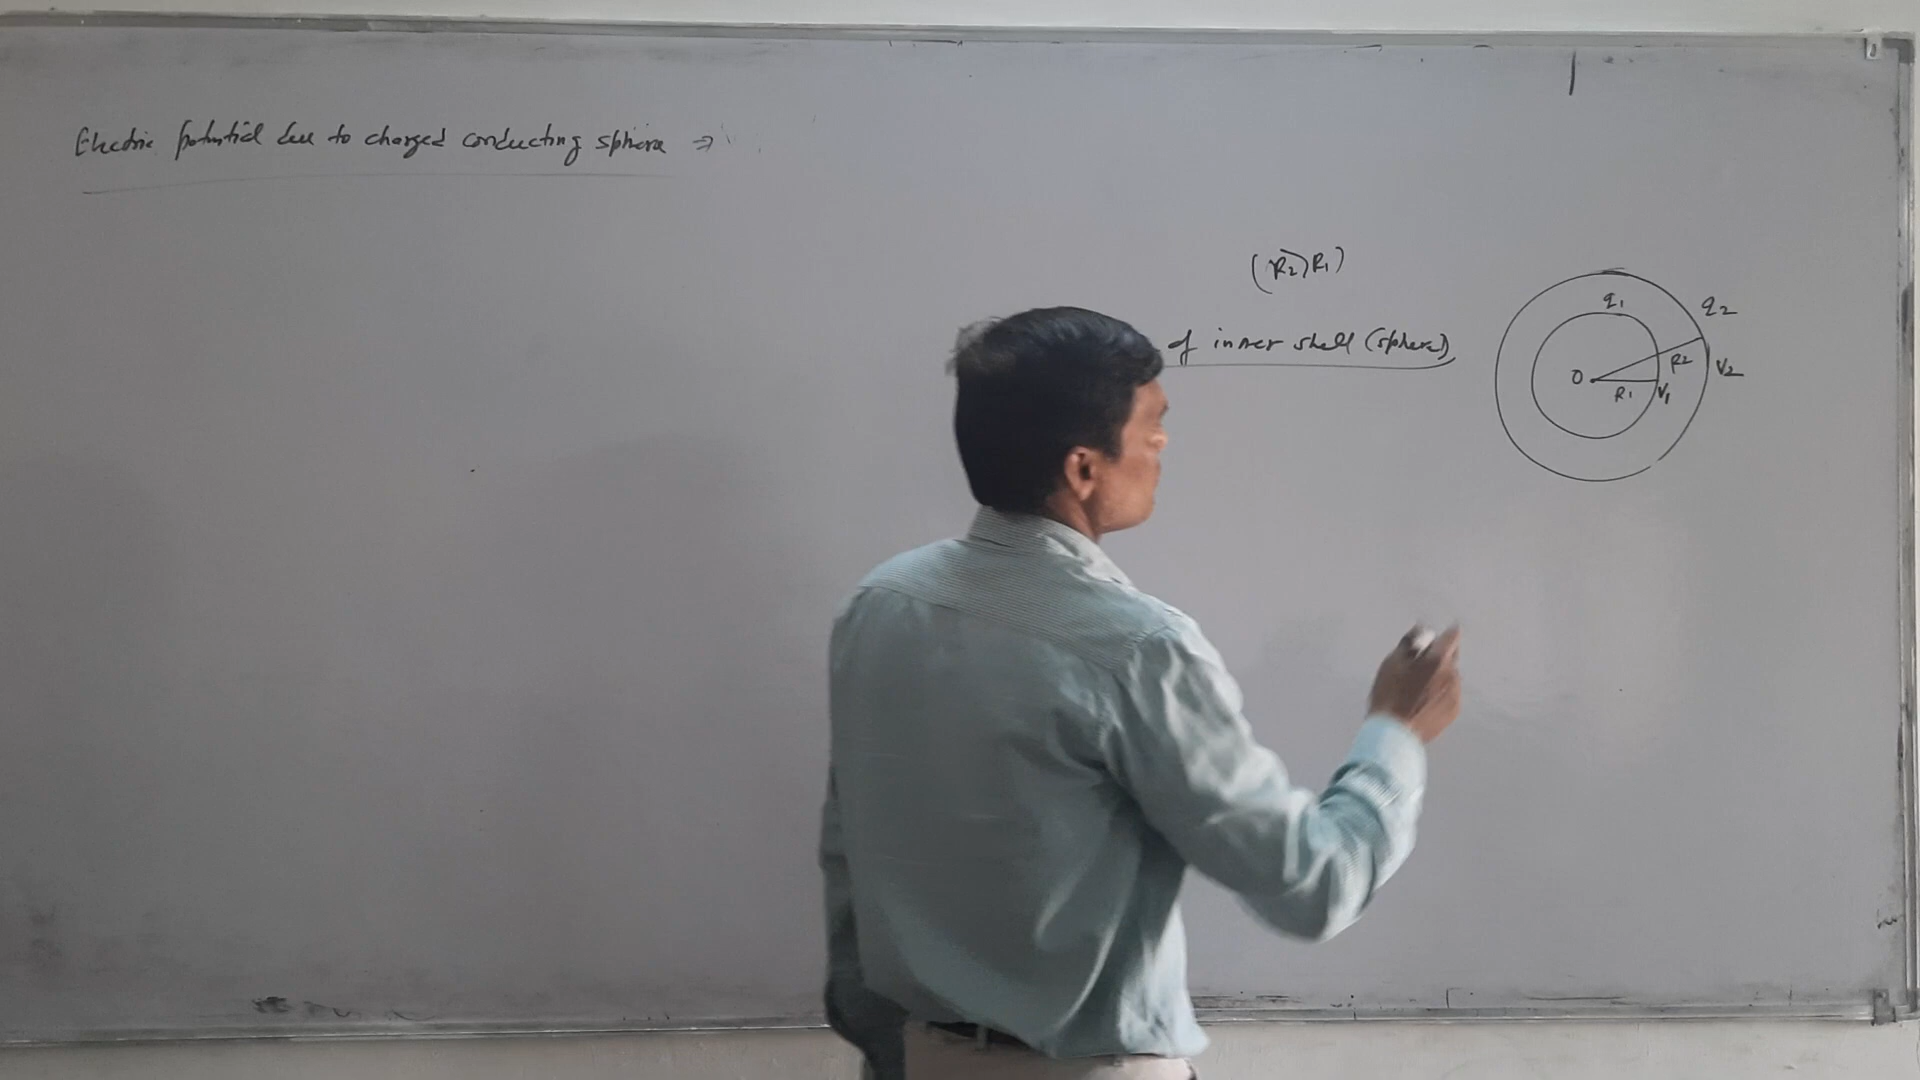 Electric potential due to charged conducting sphere ⇒
(R2>R1)
of inner shell (sphere)
q1
q2
O
R1
V1
R2
V2